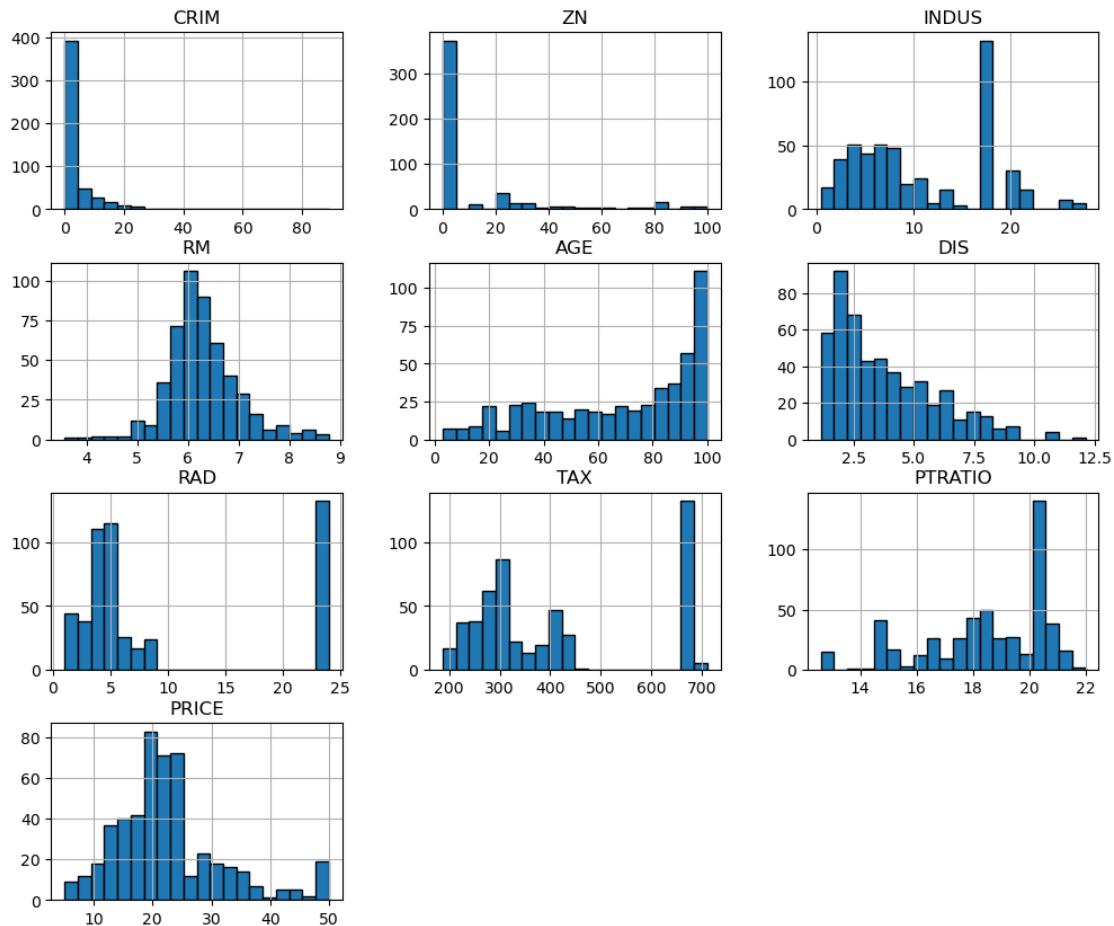 CRIM
400
300
200
100
0
0 20 40 60 80
ZN
300
200
100
0
0 20 40 60 80 100
INDUS
100
50
0
0 10 20
RM
100
75
50
25
0
4 5 6 7 8 9
AGE
100
75
50
25
0
0 20 40 60 80 100
DIS
80
60
40
20
0
2.5 5.0 7.5 10.0 12.5
RAD
100
50
0
0 5 10 15 20 25
TAX
100
50
0
200 300 400 500 600 700
PTRATIO
100
50
0
14 16 18 20 22
PRICE
80
60
40
20
0
10 20 30 40 50